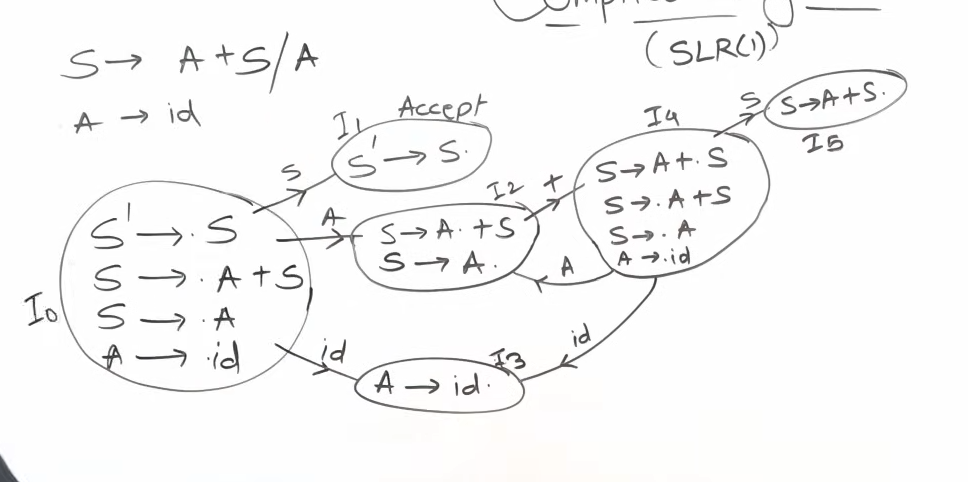 (SLR(1))
S → A + S / A
A → id
I1 Accept
S' → S.
S
I0
S' → .S
S → .A + S
S → .A
A → .id
A
I2
S → A. + S
S → A.
+
I4
S → A + .S
S → .A + S
S → .A
A → .id
S
S → A + S.
I5
A
id
id
I3
A → id.